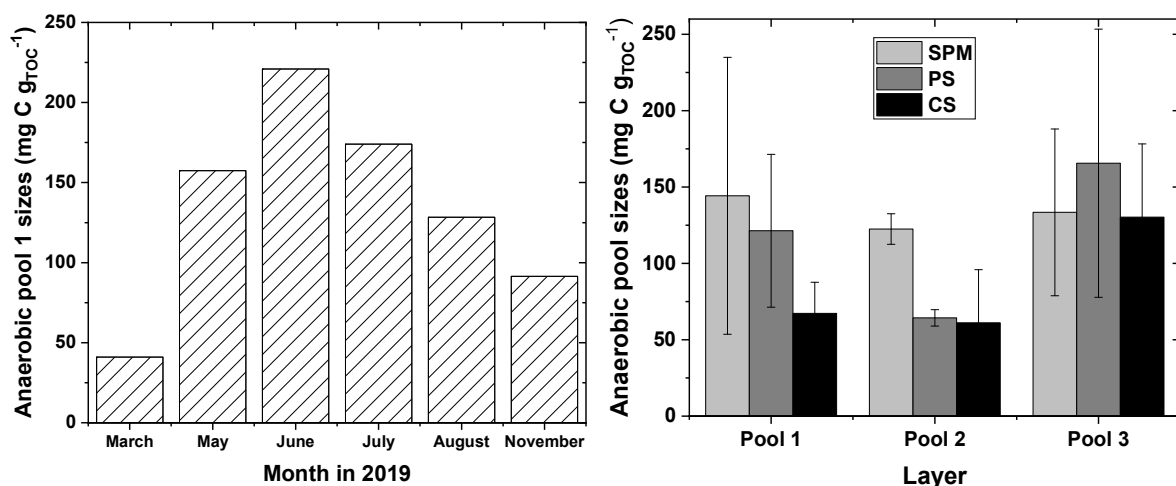 Anaerobic pool 1 sizes (mg C g_TOC^-1)
250
200
150
100
50
0
March May June July August November
Month in 2019
Anaerobic pool sizes (mg C g_TOC^-1)
250
200
150
100
50
0
SPM
PS
CS
Pool 1 Pool 2 Pool 3
Layer